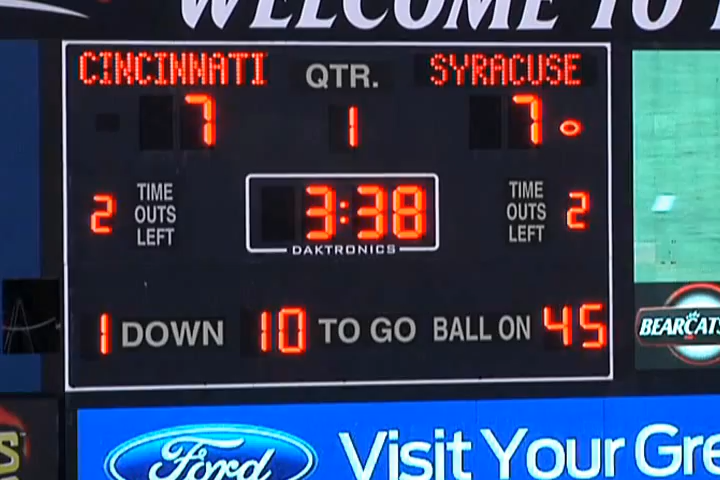 WELCOME TO
CINCINNATI QTR. SYRACUSE
7 1 7
2 TIME OUTS LEFT 3:38 TIME OUTS LEFT 2
DAKTRONICS
1 DOWN 10 TO GO BALL ON 45
BEARCATS
Ford Visit Your Gre